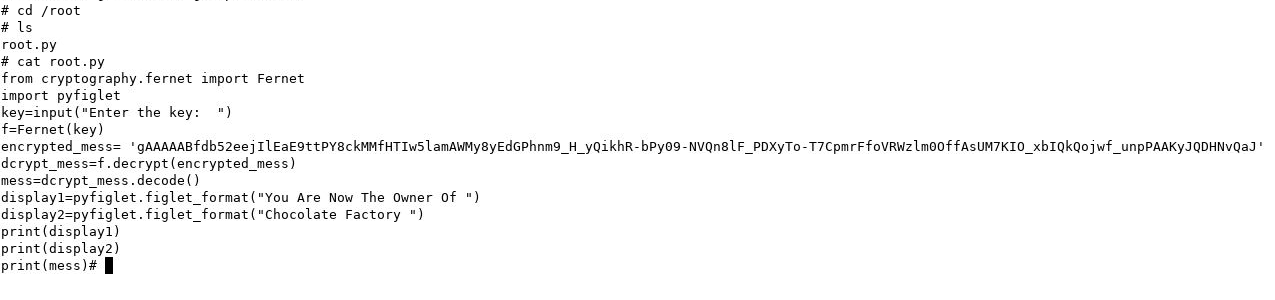 # cd /root
# ls
root.py
# cat root.py
from cryptography.fernet import Fernet
import pyfiglet
key=input("Enter the key:  ")
f=Fernet(key)
encrypted_mess= 'gAAAAABfdb52eejIlEaE9ttPY8ckMMfHTIw5lamAWMy8yEdGPhnm9_H_yQikhR-bPy09-NVQn8lF_PDXyTo-T7CpmrFfoVRWzlm0OffAsUM7KIO_xbIQkQojwf_unpPAAKyJQDHNvQaJ'
dcrypt_mess=f.decrypt(encrypted_mess)
mess=dcrypt_mess.decode()
display1=pyfiglet.figlet_format("You Are Now The Owner Of ")
display2=pyfiglet.figlet_format("Chocolate Factory ")
print(display1)
print(display2)
print(mess)#